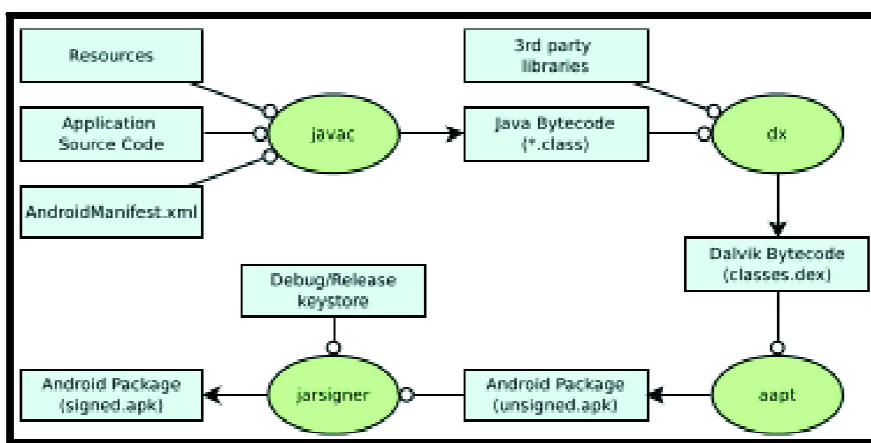 Resources
3rd party
libraries
Application
Source Code
javac
Java Bytecode
(*.class)
dx
AndroidManifest.xml
Dalvik Bytecode
(classes.dex)
Debug/Release
keystore
Android Package
(signed.apk)
jarsigner
Android Package
(unsigned.apk)
aapt